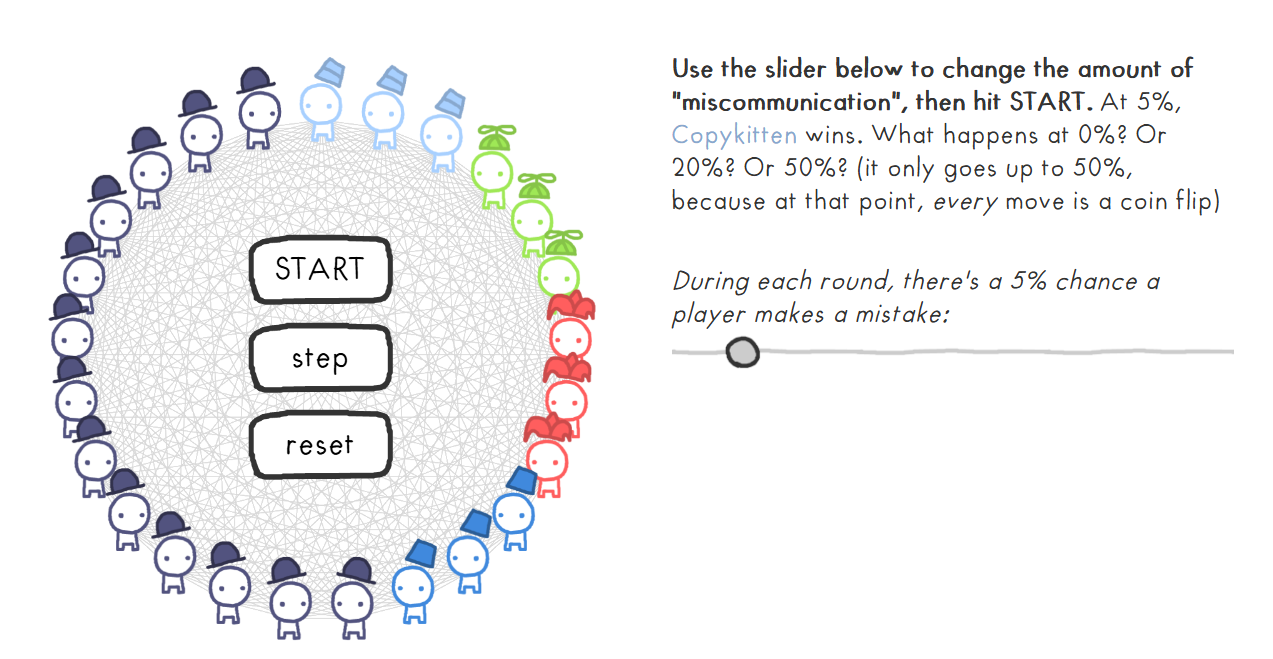 START
step
reset
Use the slider below to change the amount of
"miscommunication", then hit START. At 5%,
Copykitten wins. What happens at 0%? Or
20%? Or 50%? (it only goes up to 50%,
because at that point, every move is a coin flip)
During each round, there's a 5% chance a
player makes a mistake: